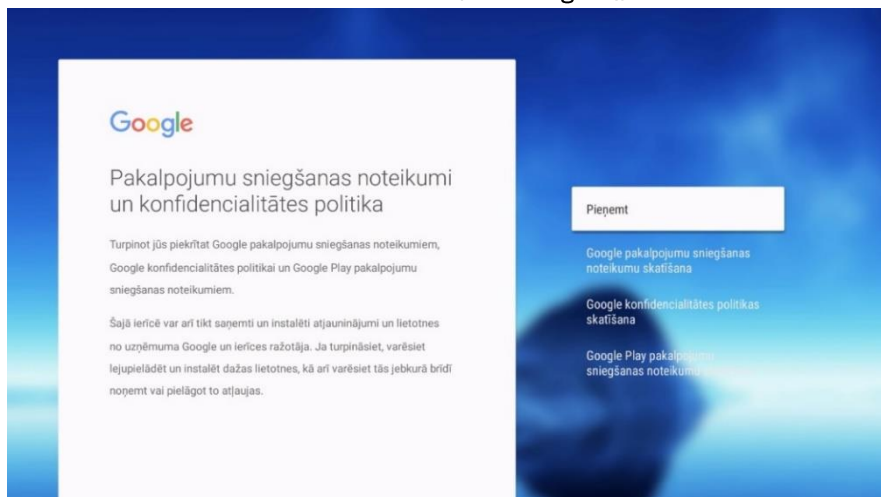 Google
Pakalpojumu sniegšanas noteikumi
un konfidencialitātes politika
Turpinot jūs piekrītat Google pakalpojumu sniegšanas noteikumiem,
Google konfidencialitātes politikai un Google Play pakalpojumu
sniegšanas noteikumiem.
Šajā ierīcē var arī tikt saņemti un instalēti atjauninājumi un lietotnes
no uzņēmuma Google un ierīces ražotāja. Ja turpināsiet, varēsiet
lejupielādēt un instalēt dažas lietotnes, kā arī varēsiet tās jebkurā brīdī
noņemt vai pielāgot to atļaujas.
Pieņemt
Google pakalpojumu sniegšanas
noteikumu skatīšana
Google konfidencialitātes politikas
skatīšana
Google Play pakalpojumu
sniegšanas noteikumu